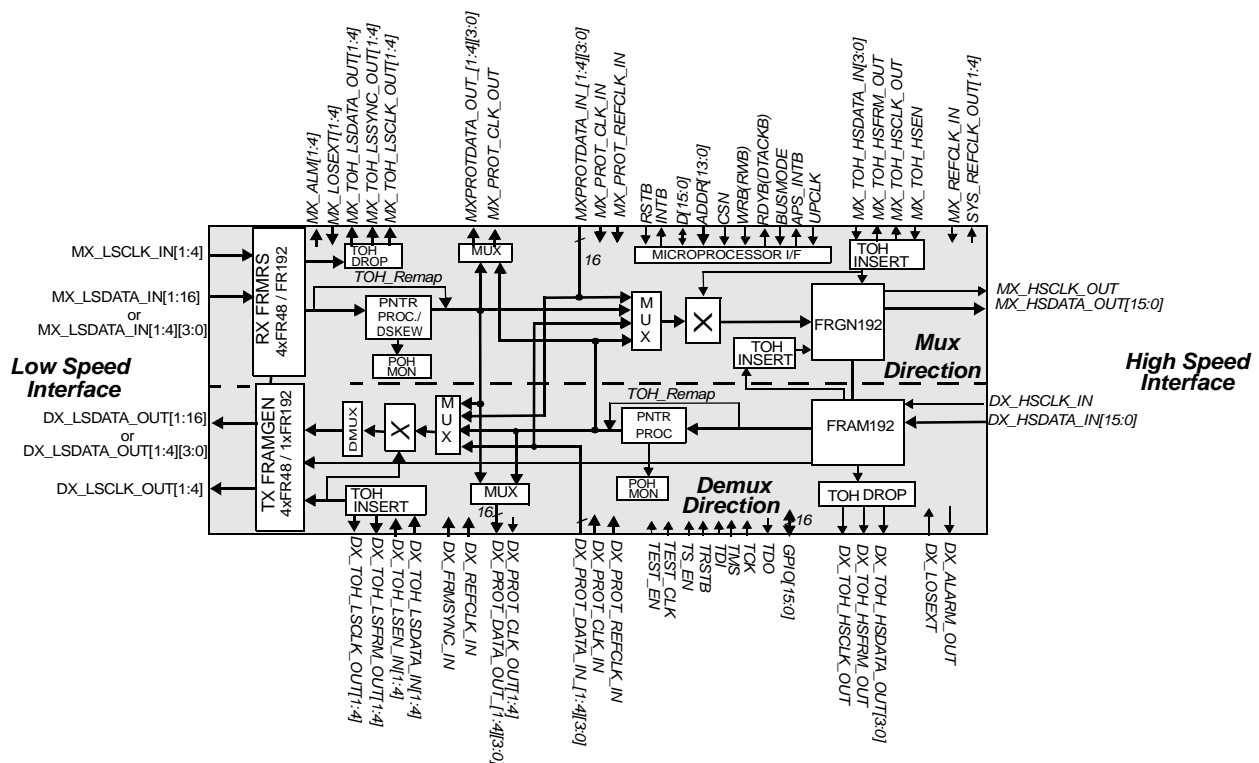 MX_ALM[1:4]
MX_LOSEXT[1:4]
MX_TOH_LSDATA_OUT[1:4]
MX_TOH_LSSYNC_OUT[1:4]
MX_TOH_LSCLK_OUT[1:4]
MXPROTDATA_OUT_[1:4][3:0]
MX_PROT_CLK_OUT
MXPROTDATA_IN_[1:4][3:0]
MX_PROT_CLK_IN
MX_PROT_REFCLK_IN
RSTB
INTB
D[15:0]
ADDR[13:0]
CSN
WRB(RWB)
RDYB(DTACKB)
BUSMODE
APS_INTB
UPCLK
MX_TOH_HSDATA_IN[3:0]
MX_TOH_HSFRM_OUT
MX_TOH_HSCLK_OUT
MX_TOH_HSEN
MX_REFCLK_IN
SYS_REFCLK_OUT[1:4]
MX_LSCLK_IN[1:4]
MX_LSDATA_IN[1:16]
or
MX_LSDATA_IN[1:4][3:0]
Low Speed
Interface
DX_LSDATA_OUT[1:16]
or
DX_LSDATA_OUT[1:4][3:0]
DX_LSCLK_OUT[1:4]
RX FRMRS
4xFR48 / FR192
TOH
DROP
TOH_Remap
PNTR
PROC./
DSKEW
POH
MON
MUX
16
MICROPROCESSOR I/F
MUX
X
TOH
INSERT
FRGN192
TOH
INSERT
Mux
Direction
MX_HSCLK_OUT
MX_HSDATA_OUT[15:0]
High Speed
Interface
DX_HSCLK_IN
DX_HSDATA_IN[15:0]
TX FRAMGEN
4xFR48 / 1xFR192
DMUX
X
MUX
TOH_Remap
PNTR
PROC
FRAM192
TOH
INSERT
MUX
16
POH
MON
Demux
Direction
TOH DROP
16
DX_TOH_LSCLK_OUT[1:4]
DX_TOH_LSFRM_OUT[1:4]
DX_TOH_LSEN_IN[1:4]
DX_TOH_LSDATA_IN[1:4]
DX_FRMSYNC_IN
DX_REFCLK_IN
DX_PROT_DATA_OUT_[1:4][3:0]
DX_PROT_CLK_OUT[1:4]
DX_PROT_DATA_IN_[1:4][3:0]
DX_PROT_CLK_IN
DX_PROT_REFCLK_IN
TEST_EN
TEST_CLK
TS_EN
TRSTB
TDI
TMS
TCK
TDO
GPIO[15:0]
DX_TOH_HSCLK_OUT
DX_TOH_HSFRM_OUT
DX_TOH_HSDATA_OUT[3:0]
DX_LOSEXT
DX_ALARM_OUT